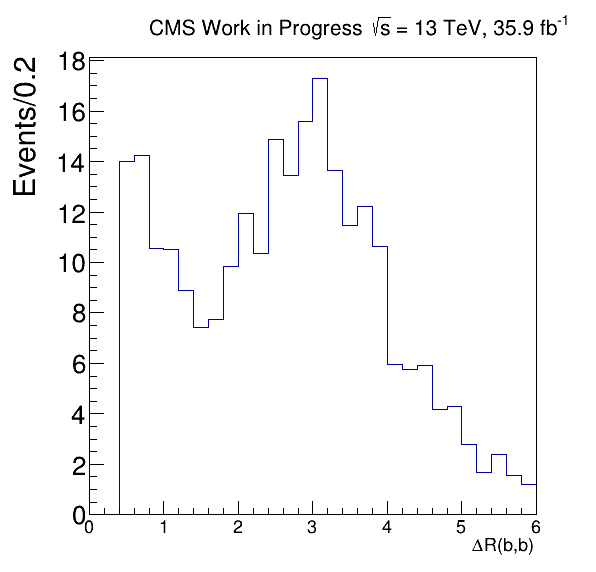 CMS Work in Progress √s = 13 TeV, 35.9 fb⁻¹
Events/0.2
18
16
14
12
10
8
6
4
2
0
0 1 2 3 4 5 6
ΔR(b,b)